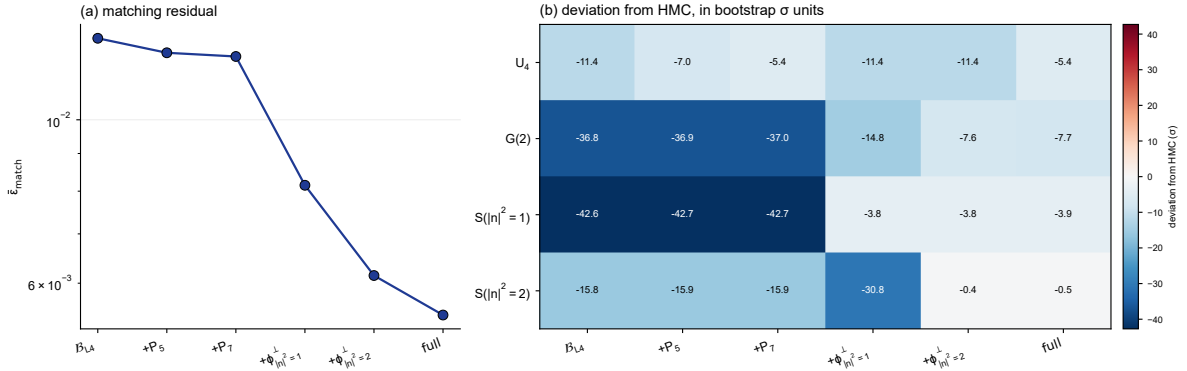 (a) matching residual
10⁻²
6 × 10⁻³
ε̄_match
𝓑_L4
+P₅
+P₇
+ϕ^⊥_|n|²=1
+ϕ^⊥_|n|²=2
full
(b) deviation from HMC, in bootstrap σ units
U₄ -11.4 -7.0 -5.4 -11.4 -11.4 -5.4
G(2) -36.8 -36.9 -37.0 -14.8 -7.6 -7.7
S(|n|² = 1) -42.6 -42.7 -42.7 -3.8 -3.8 -3.9
S(|n|² = 2) -15.8 -15.9 -15.9 -30.8 -0.4 -0.5
𝓑_L4
+P₅
+P₇
+ϕ^⊥_|n|²=1
+ϕ^⊥_|n|²=2
full
40
30
20
10
0
−10
−20
−30
−40
deviation from HMC (σ)